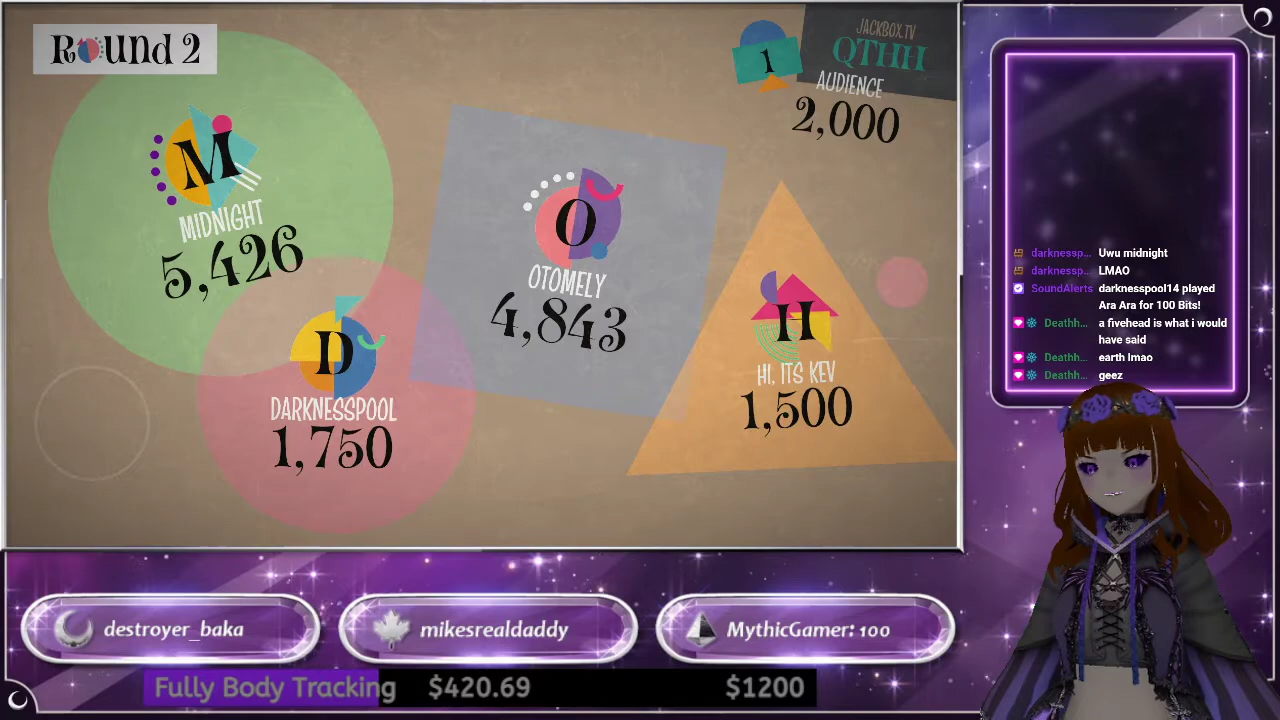 Round 2
JACKBOX.TV
QTHH
1
AUDIENCE
2,000
M
MIDNIGHT
5,426
O
OTOMELY
4,843
D
DARKNESSPOOL
1,750
H
HI, ITS KEV
1,500
darknessp... Uwu midnight
darknessp... LMAO
SoundAlerts darknesspool14 played
Ara Ara for 100 Bits!
Deathh... a fivehead is what i would
have said
Deathh... earth lmao
Deathh... geez
destroyer_baka
mikesrealdaddy
MythicGamer: 100
Fully Body Tracking $420.69 $1200